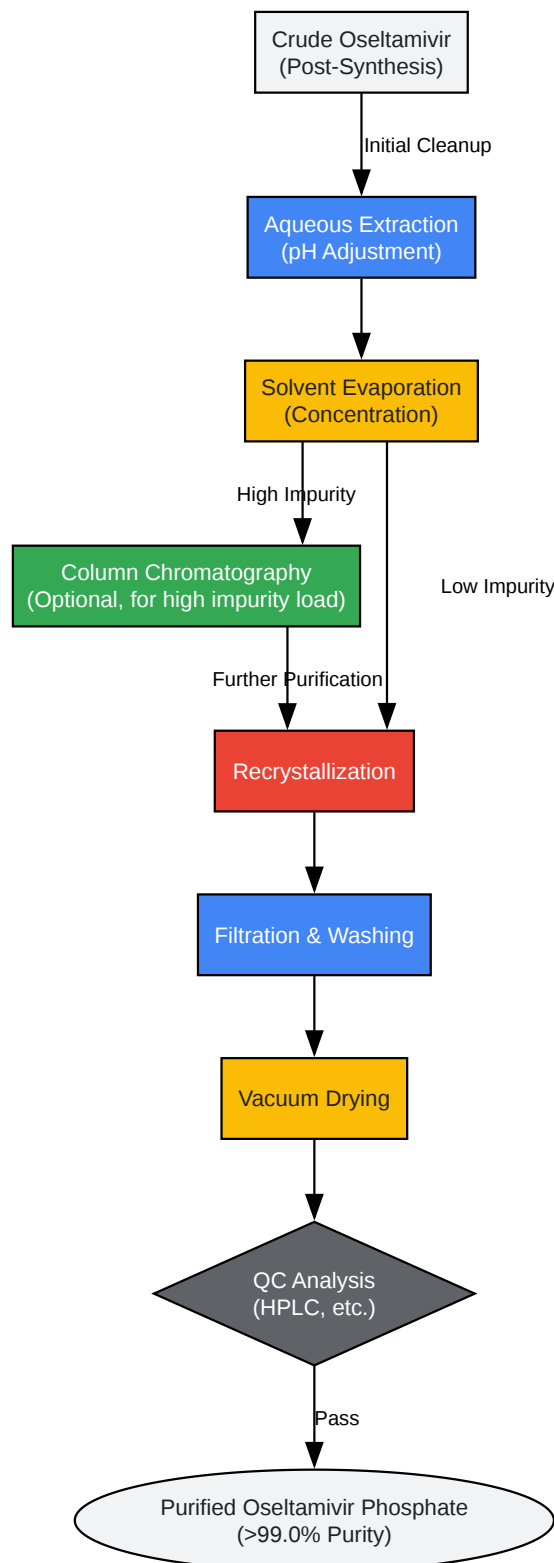 Crude Oseltamivir
(Post-Synthesis)
Initial Cleanup
Aqueous Extraction
(pH Adjustment)
Solvent Evaporation
(Concentration)
High Impurity
Column Chromatography
(Optional, for high impurity load)
Low Impurity
Further Purification
Recrystallization
Filtration & Washing
Vacuum Drying
QC Analysis
(HPLC, etc.)
Pass
Purified Oseltamivir Phosphate
(>99.0% Purity)